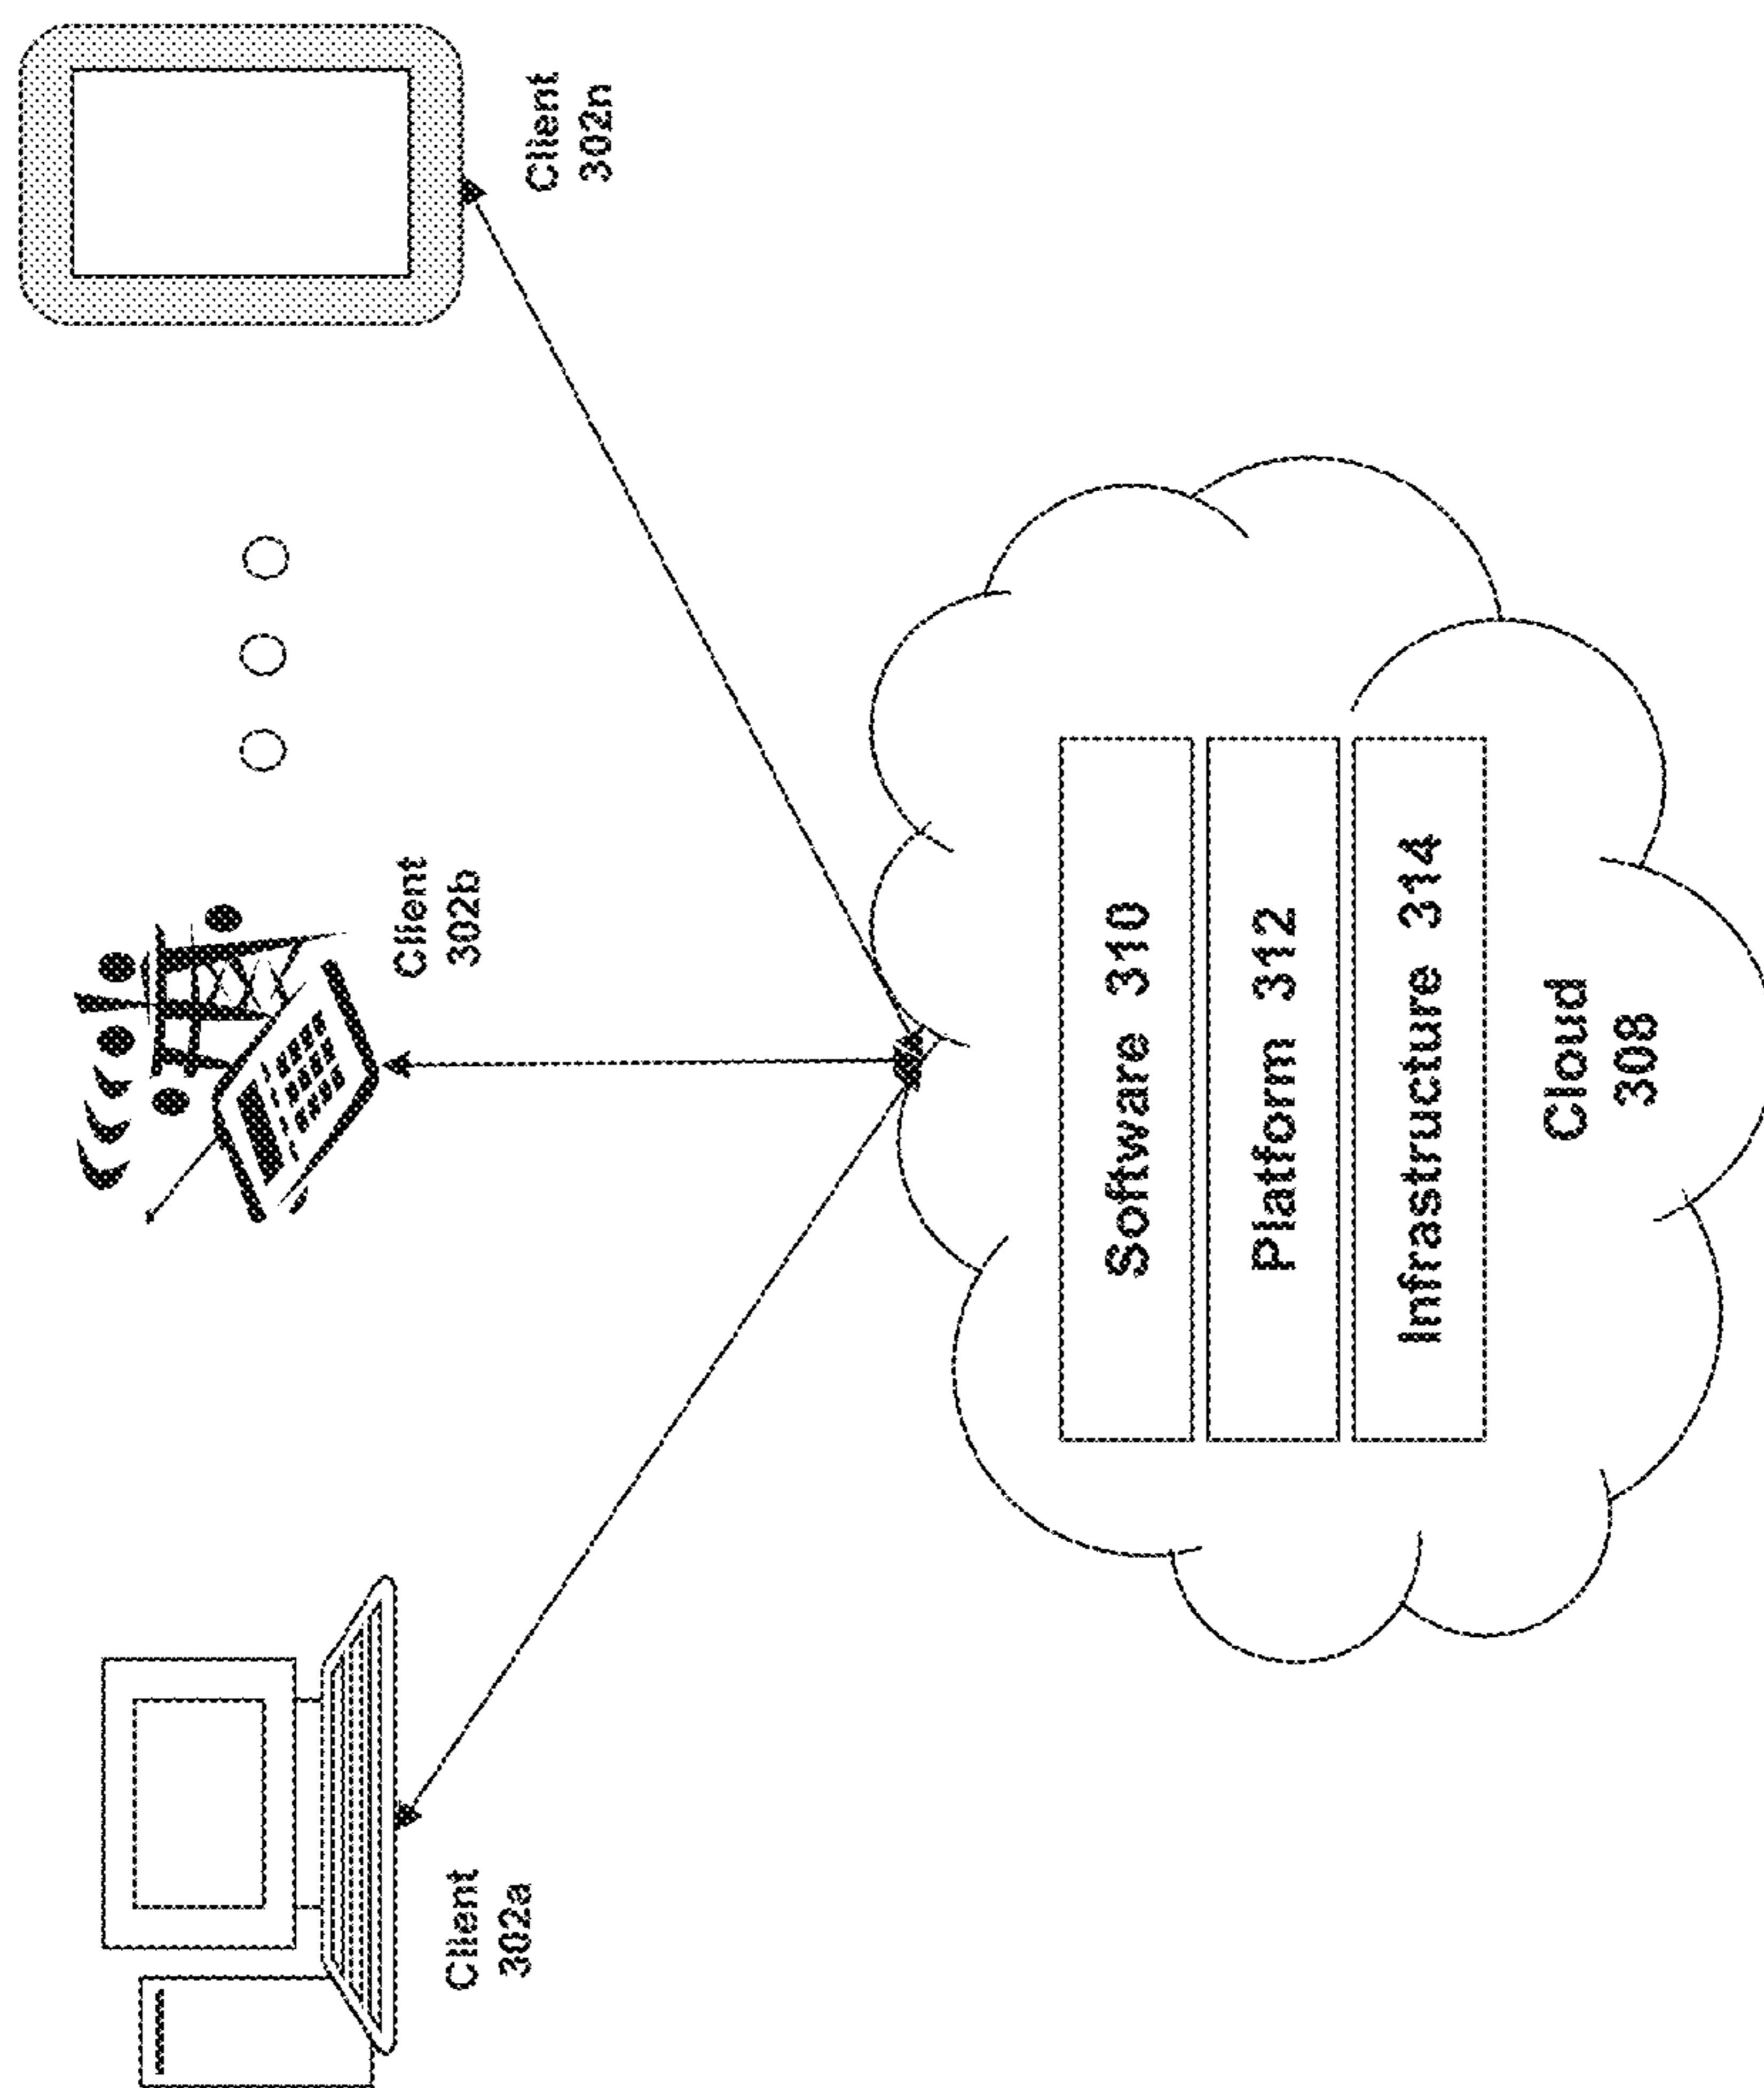 Client
302a
Client
302b
Client
302n
Software 310
Platform 312
Infrastructure 314
Cloud
308